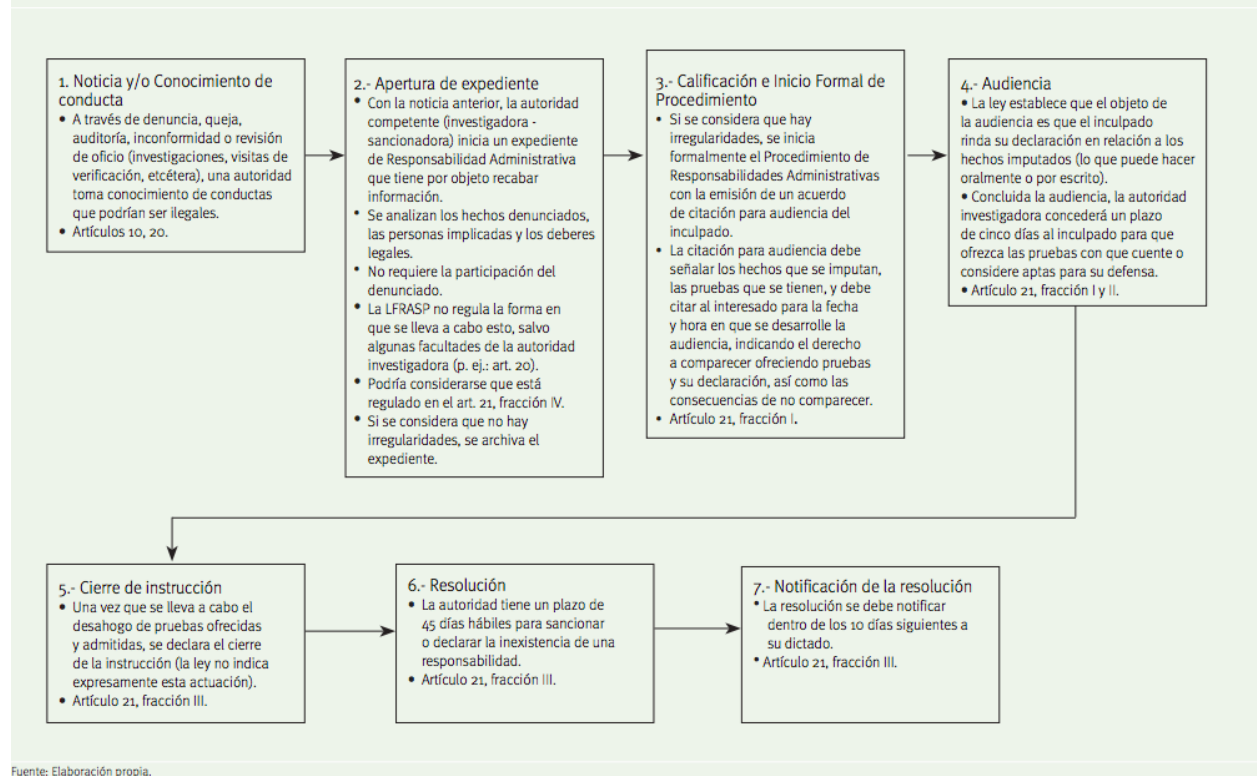 1. Noticia y/o Conocimiento de
conducta
• A través de denuncia, queja,
auditoría, inconformidad o revisión
de oficio (investigaciones, visitas de
verificación, etcétera), una autoridad
toma conocimiento de conductas
que podrían ser ilegales.
• Artículos 10, 20.
2.- Apertura de expediente
• Con la noticia anterior, la autoridad
competente (investigadora -
sancionadora) inicia un expediente
de Responsabilidad Administrativa
que tiene por objeto recabar
información.
• Se analizan los hechos denunciados,
las personas implicadas y los deberes
legales.
• No requiere la participación del
denunciado.
• La LFRASP no regula la forma en
que se lleva a cabo esto, salvo
algunas facultades de la autoridad
investigadora (p. ej.: art. 20).
• Podría considerarse que está
regulado en el art. 21, fracción IV.
• Si se considera que no hay
irregularidades, se archiva el
expediente.
3.- Calificación e Inicio Formal de
Procedimiento
• Si se considera que hay
irregularidades, se inicia
formalmente el Procedimiento de
Responsabilidades Administrativas
con la emisión de un acuerdo
de citación para audiencia del
inculpado.
• La citación para audiencia debe
señalar los hechos que se imputan,
las pruebas que se tienen, y debe
citar al interesado para la fecha
y hora en que se desarrolle la
audiencia, indicando el derecho
a comparecer ofreciendo pruebas
y su declaración, así como las
consecuencias de no comparecer.
• Artículo 21, fracción I.
4.- Audiencia
• La ley establece que el objeto de
la audiencia es que el inculpado
rinda su declaración en relación a los
hechos imputados (lo que puede hacer
oralmente o por escrito).
• Concluida la audiencia, la autoridad
investigadora concederá un plazo
de cinco días al inculpado para que
ofrezca las pruebas con que cuente o
considere aptas para su defensa.
• Artículo 21, fracción I y II.
5.- Cierre de instrucción
• Una vez que se lleva a cabo el
desahogo de pruebas ofrecidas
y admitidas, se declara el cierre
de la instrucción (la ley no indica
expresamente esta actuación).
• Artículo 21, fracción III.
6.- Resolución
• La autoridad tiene un plazo de
45 días hábiles para sancionar
o declarar la inexistencia de una
responsabilidad.
• Artículo 21, fracción III.
7.- Notificación de la resolución
• La resolución se debe notificar
dentro de los 10 días siguientes a
su dictado.
• Artículo 21, fracción III.
Fuente: Elaboración propia.